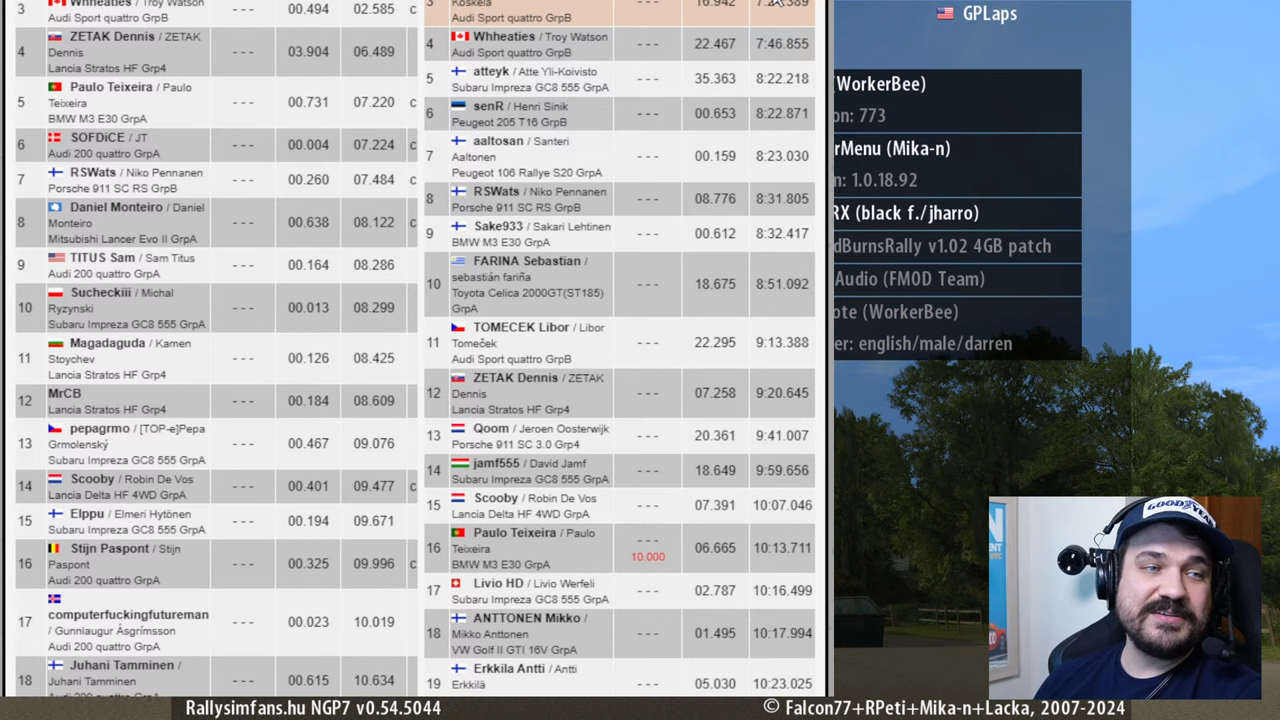 3 Whheaties / Troy Watson --- 00.494 02.585 c
Audi Sport quattro GrpB
4 ZETAK Dennis / ZETAK --- 03.904 06.489
Dennis
Lancia Stratos HF Grp4
5 Paulo Teixeira / Paulo --- 00.731 07.220 c
Teixeira
BMW M3 E30 GrpA
6 SOFDiCE / JT --- 00.004 07.224 c
Audi 200 quattro GrpA
7 RSWats / Niko Pennanen --- 00.260 07.484 c
Porsche 911 SC RS GrpB
8 Daniel Monteiro / Daniel --- 00.638 08.122 c
Monteiro
Mitsubishi Lancer Evo II GrpA
9 TITUS Sam / Sam Titus --- 00.164 08.286
Audi 200 quattro GrpA
10 Sucheckiii / Michal --- 00.013 08.299
Ryzynski
Subaru Impreza GC8 555 GrpA
11 Magadaguda / Kamen --- 00.126 08.425
Stoychev
Lancia Stratos HF Grp4
12 MrCB --- 00.184 08.609
Lancia Stratos HF Grp4
13 pepagrmo / [TOP-e]Pepa --- 00.467 09.076
Grmolenský
Subaru Impreza GC8 555 GrpA
14 Scooby / Robin De Vos --- 00.401 09.477 c
Lancia Delta HF 4WD GrpA
15 Elppu / Elmeri Hytönen --- 00.194 09.671
Subaru Impreza GC8 555 GrpA
16 Stijn Paspont / Stijn --- 00.325 09.996 c
Paspont
Audi 200 quattro GrpA
17 computerfuckingfutureman --- 00.023 10.019
/ Gunnlaugur Ásgrímsson
Audi 200 quattro GrpA
18 Juhani Tamminen / --- 00.615 10.634
Juhani Tamminen
Audi 200 quattro GrpA
3 Koskela --- 16.942
Audi Sport quattro GrpB
4 Whheaties / Troy Watson --- 22.467 7:46.855
Audi Sport quattro GrpB
5 atteyk / Atte Yli-Koivisto --- 35.363 8:22.218
Subaru Impreza GC8 555 GrpA
6 senR / Henri Sinik --- 00.653 8:22.871
Peugeot 205 T16 GrpB
7 aaltosan / Santeri --- 00.159 8:23.030
Aaltonen
Peugeot 106 Rallye S20 GrpA
8 RSWats / Niko Pennanen --- 08.776 8:31.805
Porsche 911 SC RS GrpB
9 Sake933 / Sakari Lehtinen --- 00.612 8:32.417
BMW M3 E30 GrpA
10 FARINA Sebastian / --- 18.675 8:51.092
sebastián fariña
Toyota Celica 2000GT(ST185)
GrpA
11 TOMECEK Libor / Libor --- 22.295 9:13.388
Tomeček
Audi Sport quattro GrpB
12 ZETAK Dennis / ZETAK --- 07.258 9:20.645
Dennis
Lancia Stratos HF Grp4
13 Qoom / Jeroen Oosterwijk --- 20.361 9:41.007
Porsche 911 SC 3.0 Grp4
14 jamf555 / David Jamf --- 18.649 9:59.656
Subaru Impreza GC8 555 GrpA
15 Scooby / Robin De Vos --- 07.391 10:07.046
Lancia Delta HF 4WD GrpA
16 Paulo Teixeira / Paulo --- 06.665 10:13.711
Teixeira 10.000
BMW M3 E30 GrpA
17 Livio HD / Livio Werfeli --- 02.787 10:16.499
Subaru Impreza GC8 555 GrpA
18 ANTTONEN Mikko / --- 01.495 10:17.994
Mikko Anttonen
VW Golf II GTI 16V GrpA
19 Erkkila Antti / Antti --- 05.030 10:23.025
Erkkilä
GPLaps
(WorkerBee)
on: 773
rMenu (Mika-n)
n: 1.0.18.92
RX (black f./jharro)
dBurnsRally v1.02 4GB patch
Audio (FMOD Team)
ote (WorkerBee)
er: english/male/darren
GOODYEAR
Rallysimfans.hu NGP7 v0.54.5044
© Falcon77+RPeti+Mika-n+Lacka, 2007-2024